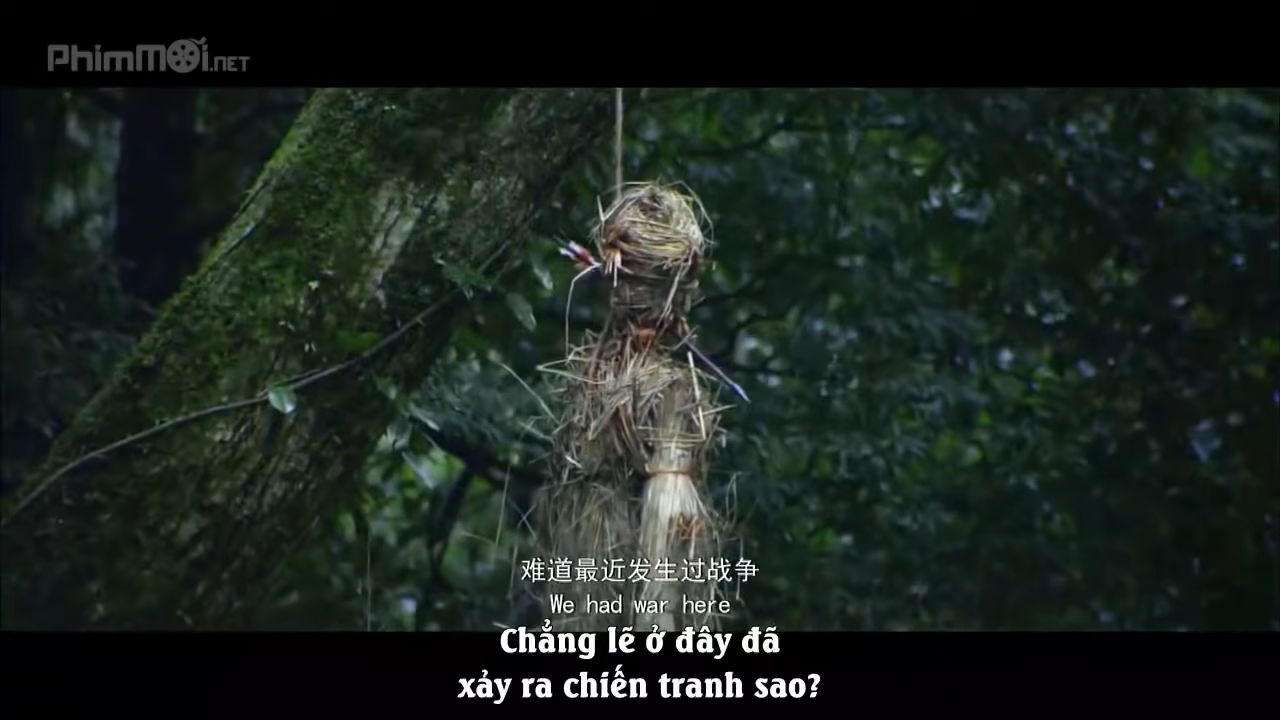 PhimMỡi.NET
难道最近发生过战争
We had war here
Chẳng lẽ ở đây đã
xảy ra chiến tranh sao?